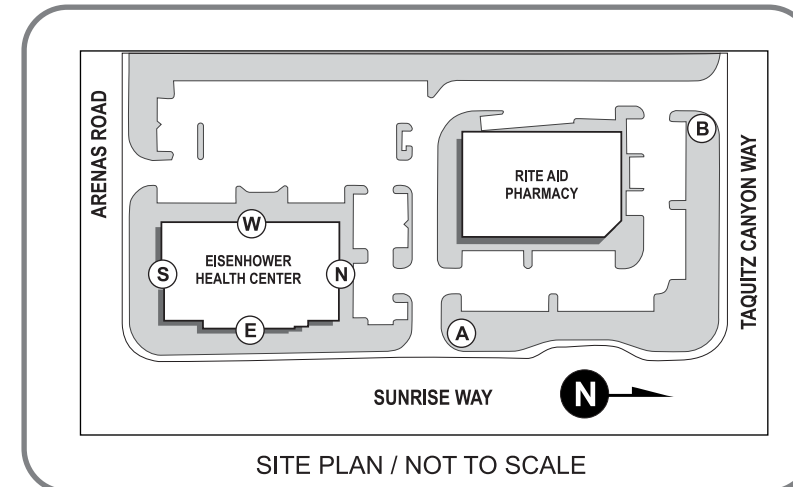 ARENAS ROAD
B
RITE AID
PHARMACY
TAQUITZ CANYON WAY
W
EISENHOWER
HEALTH CENTER
S
N
E
A
SUNRISE WAY
N
SITE PLAN / NOT TO SCALE